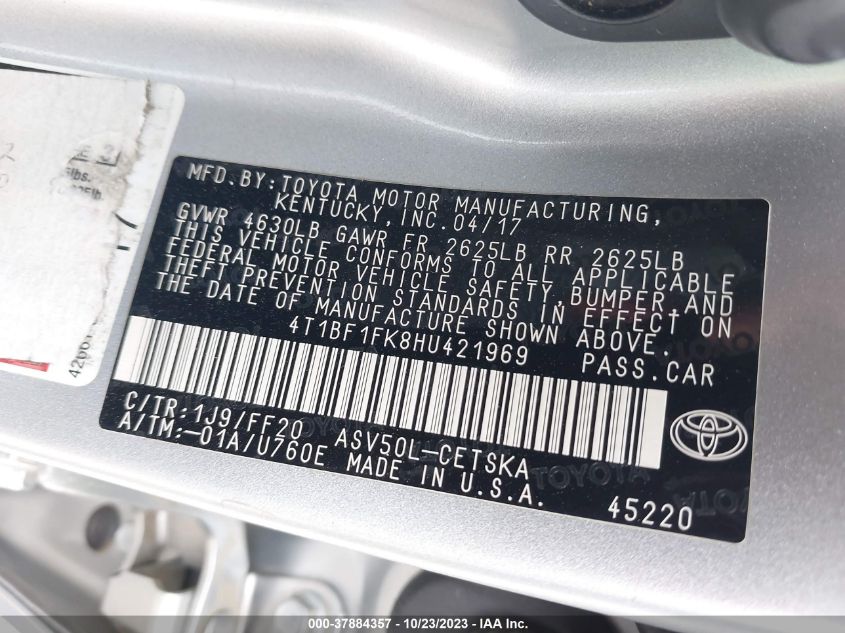 MFD.BY:TOYOTA MOTOR MANUFACTURING,
KENTUCKY, INC. 04/17
GVWR 4630LB GAWR FR 2625LB RR 2625LB
THIS VEHICLE CONFORMS TO ALL APPLICABLE
FEDERAL MOTOR VEHICLE SAFETY,BUMPER,AND
THEFT PREVENTION STANDARDS IN EFFECT ON
THE DATE OF MANUFACTURE SHOWN ABOVE.
4T1BF1FK8HU421969 PASS.CAR
C/TR:1J9/FF20 ASV50L-CETSKA
A/TM:-01A/U760E MADE IN U.S.A.
45220
TOYOTA
lbs.
000-37884357 - 10/23/2023 - IAA Inc.